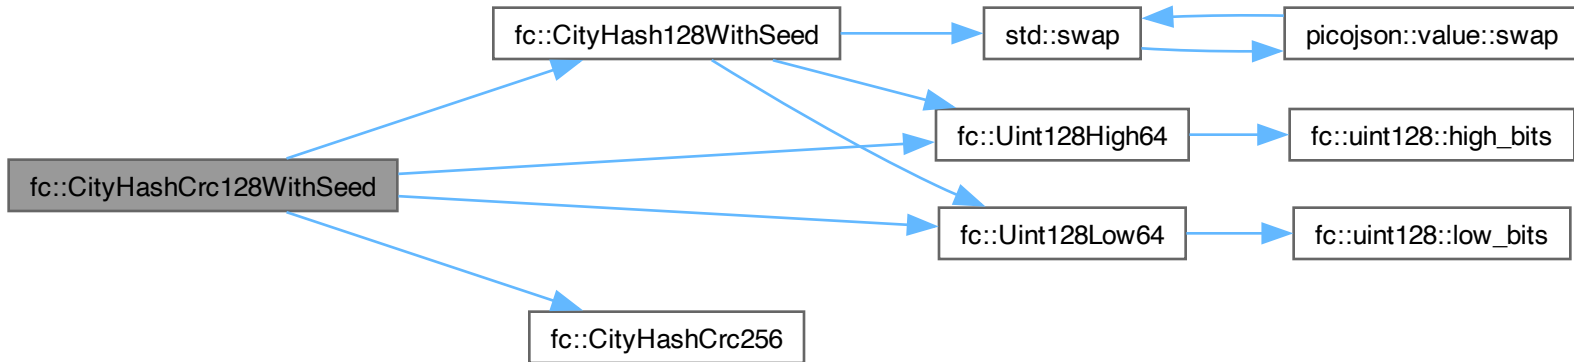 fc::CityHash128WithSeed
std::swap
picojson::value::swap
fc::Uint128High64
fc::uint128::high_bits
fc::CityHashCrc128WithSeed
fc::Uint128Low64
fc::uint128::low_bits
fc::CityHashCrc256